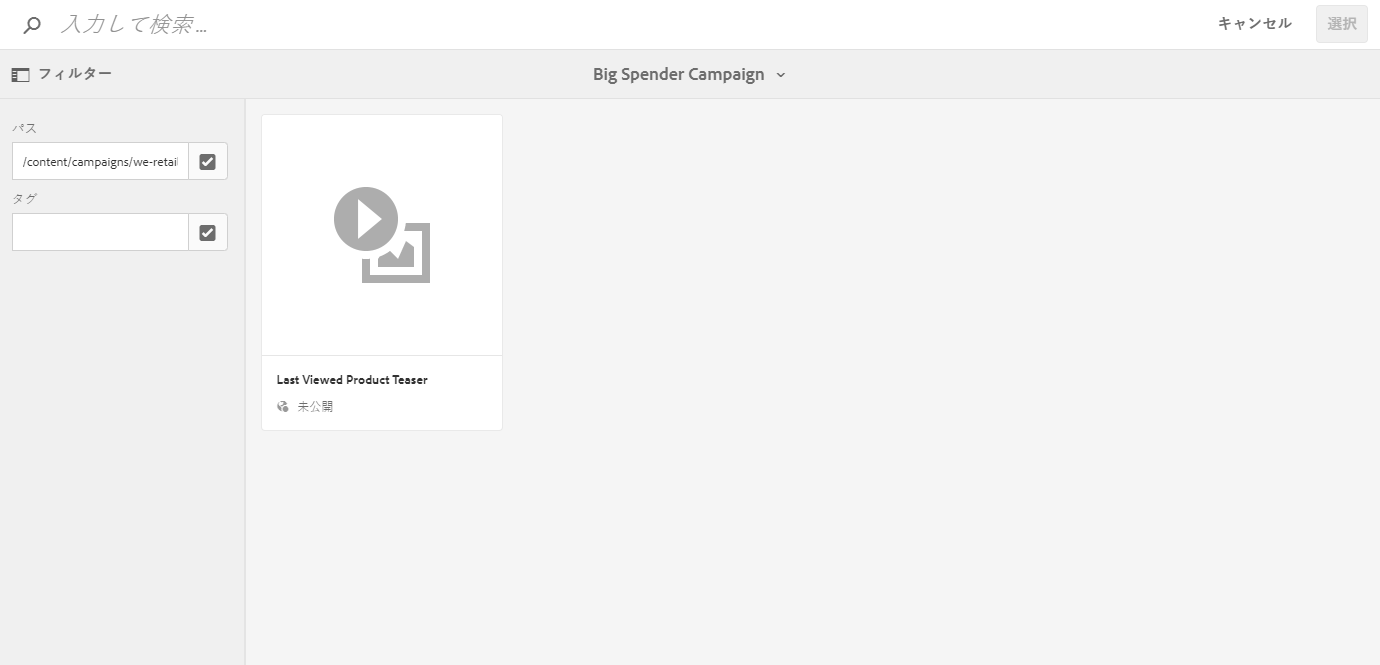 入力して検索...
キャンセル
選択
フィルター
Big Spender Campaign
パス
/content/campaigns/we-retail
タグ
Last Viewed Product Teaser
未公開